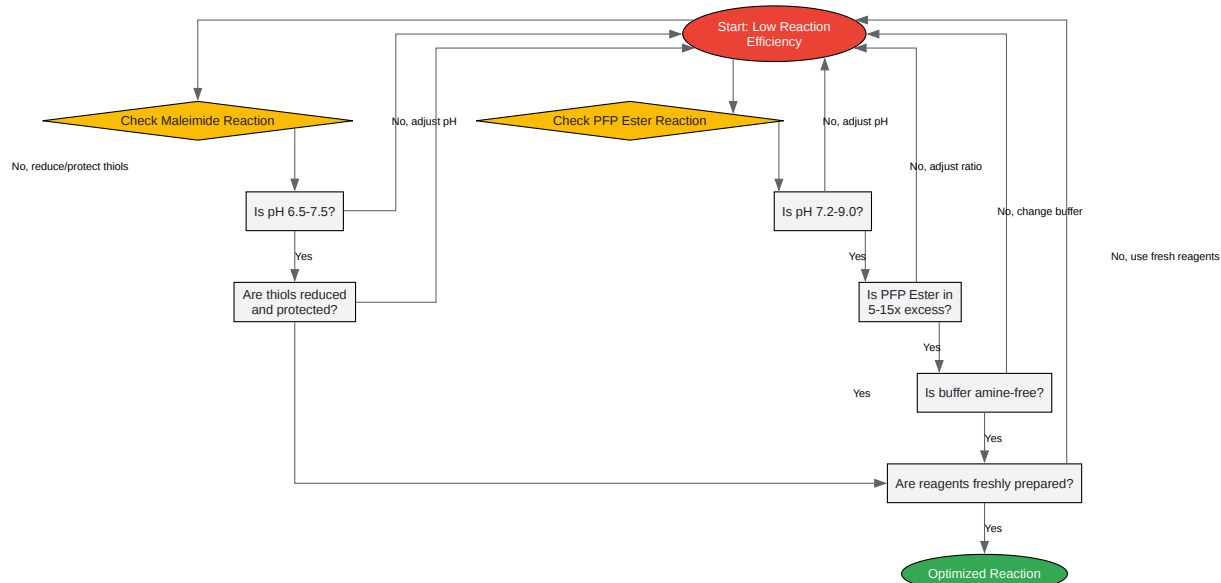 Start: Low Reaction
Efficiency
Check Maleimide Reaction
No, adjust pH
Check PFP Ester Reaction
No, adjust pH
No, reduce/protect thiols
No, adjust ratio
Is pH 6.5-7.5?
Is pH 7.2-9.0?
No, change buffer
Yes
Yes
No, use fresh reagents
Are thiols reduced
and protected?
Is PFP Ester in
5-15x excess?
Yes
Yes
Is buffer amine-free?
Yes
Are reagents freshly prepared?
Yes
Optimized Reaction